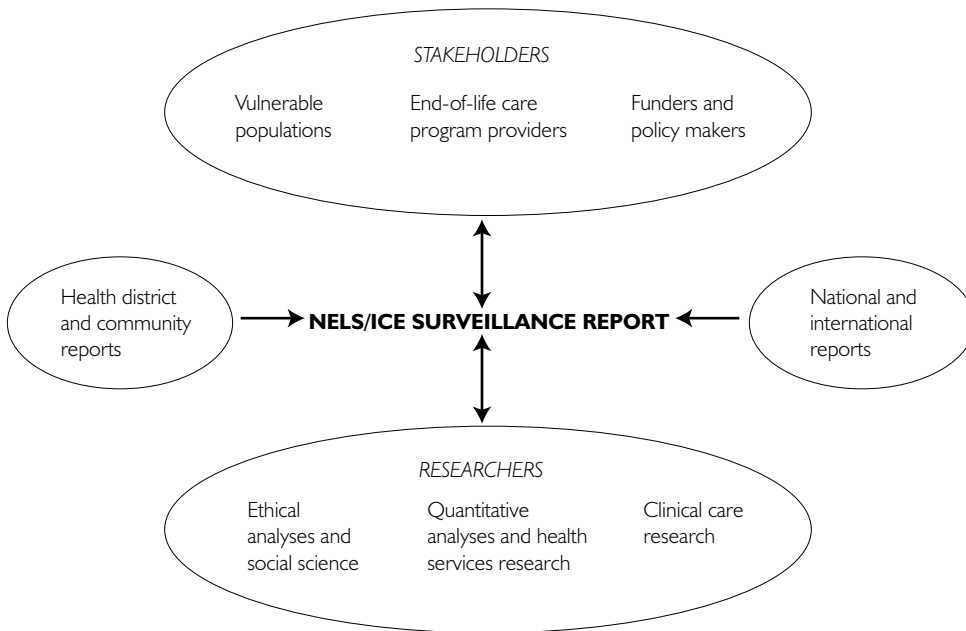 STAKEHOLDERS
Vulnerable
populations
End-of-life care
program providers
Funders and
policy makers
Health district
and community
reports
NELS/ICE SURVEILLANCE REPORT
National and
international
reports
RESEARCHERS
Ethical
analyses and
social science
Quantitative
analyses and health
services research
Clinical care
research